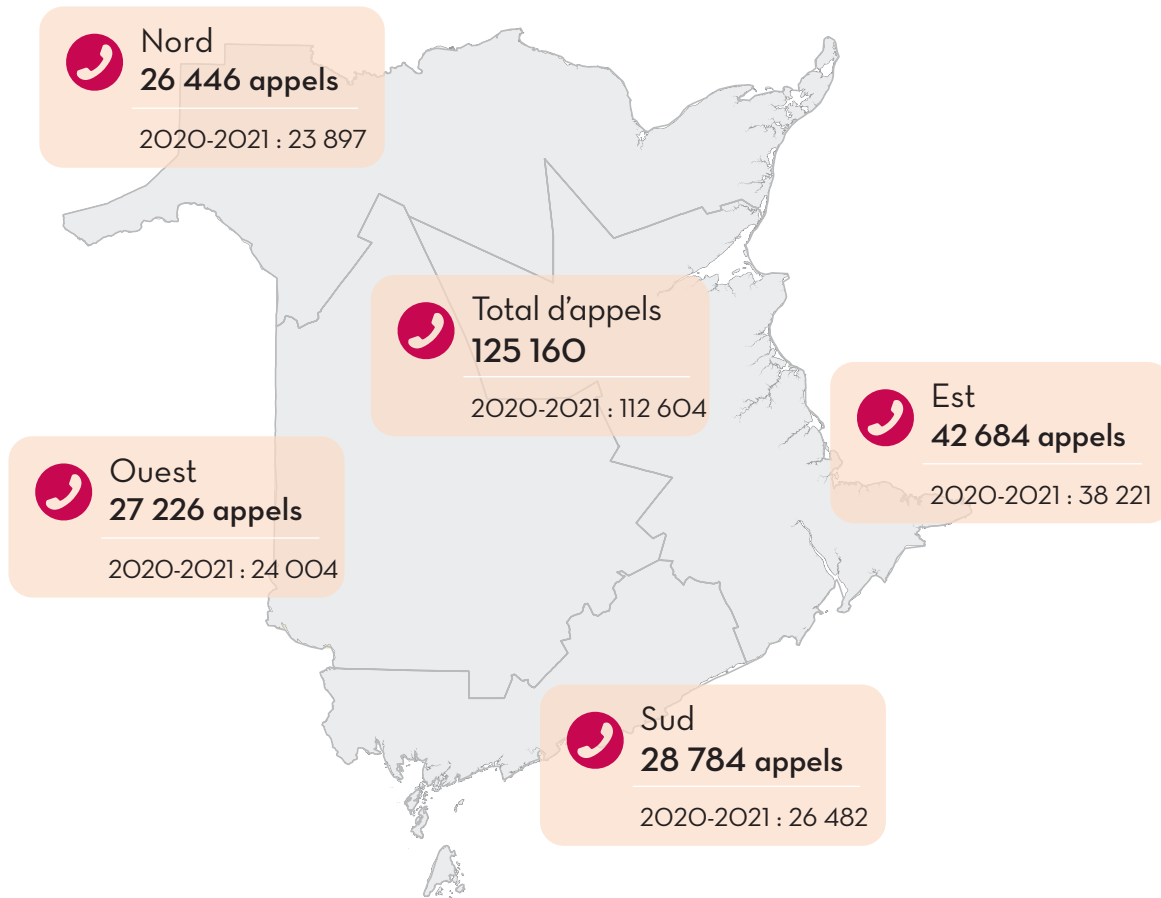 Nord
26 446 appels
2020-2021 : 23 897
Total d’appels
125 160
2020-2021 : 112 604
Est
42 684 appels
2020-2021 : 38 221
Ouest
27 226 appels
2020-2021 : 24 004
Sud
28 784 appels
2020-2021 : 26 482